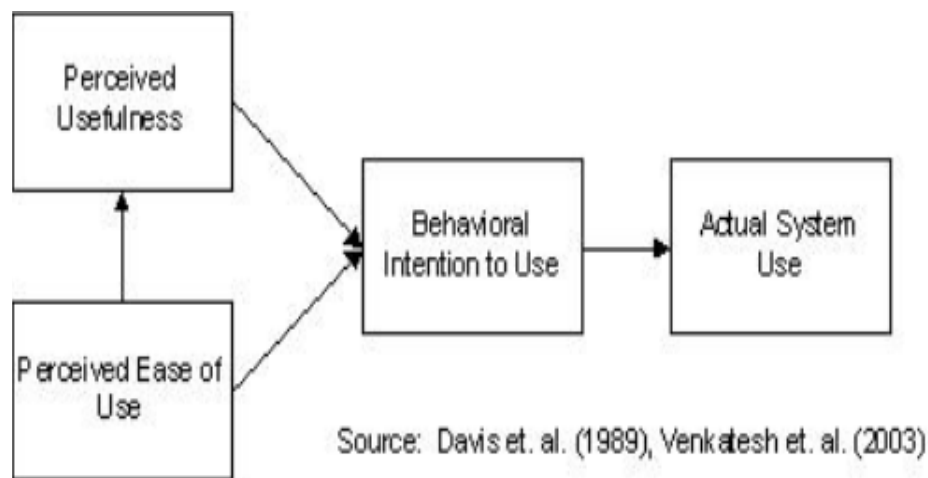 Perceived
Usefulness
Behavioral
Intention to Use
Actual System
Use
Perceived Ease of
Use
Source: Davis et. al. (1989), Venkatesh et. al. (2003)